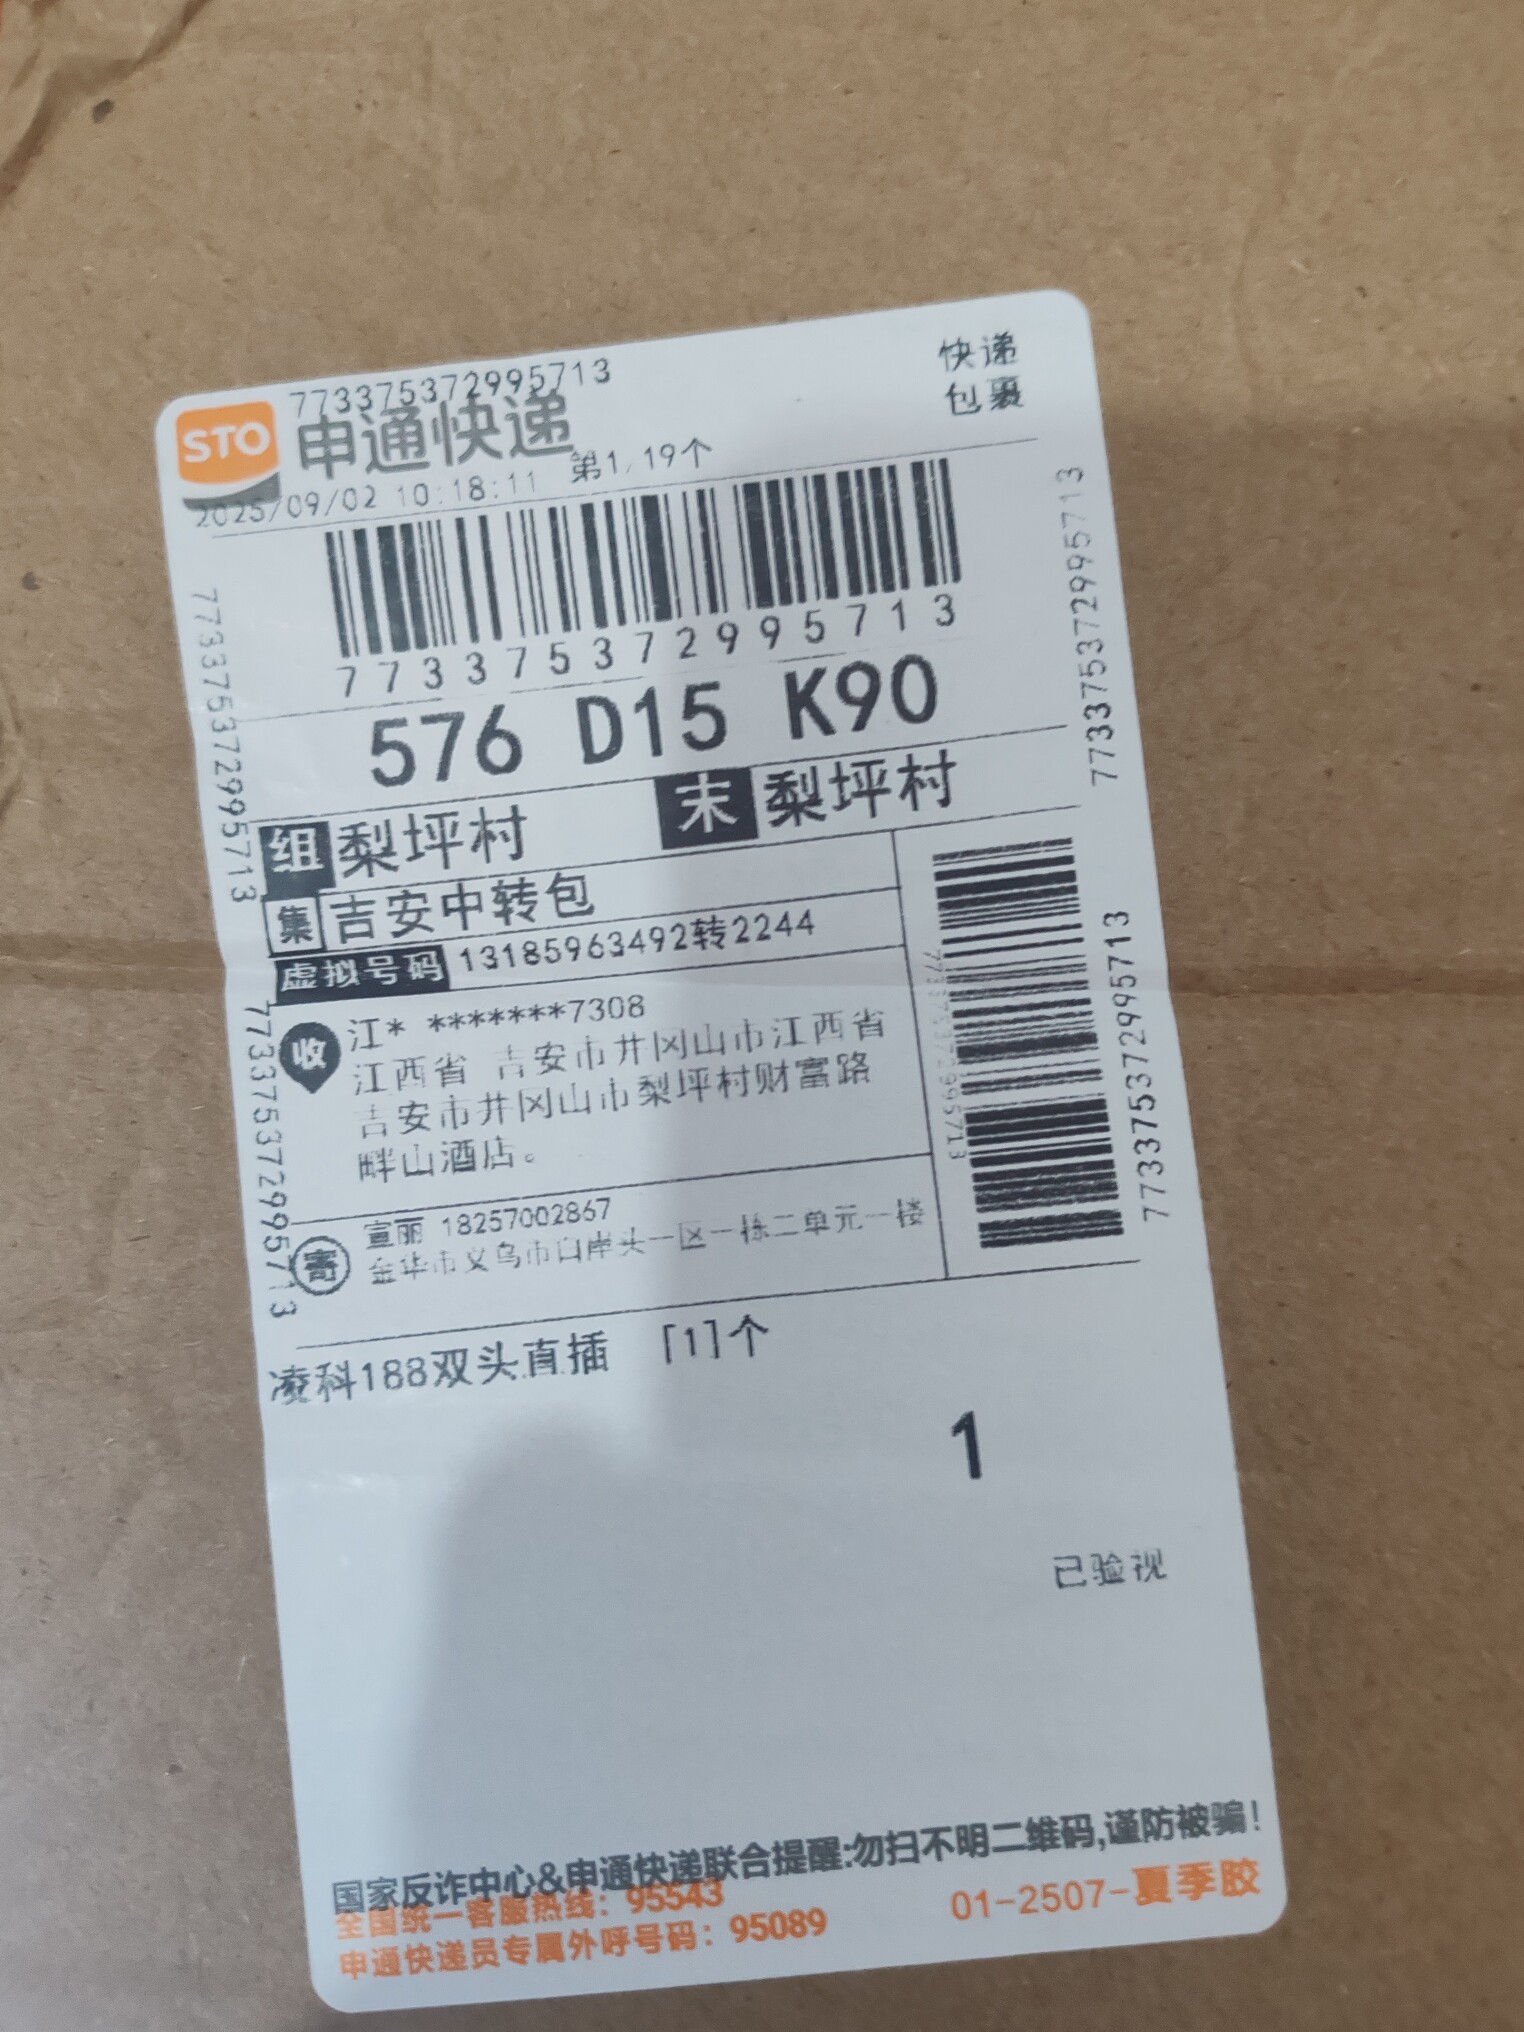 773375372995713
STO
申通快递
快递
包裹
2025/09/02 10:18:11 第1/19个
773375372995713
576 D15 K90
组 梨坪村
末 梨坪村
集 吉安中转包
虚拟号码 13185963492转2244
收 江* *******7308
江西省 吉安市井冈山市江西省
吉安市井冈山市梨坪村财富路
畔山酒店。
寄 宣丽 18257002867
金华市义乌市白岸头一区一栋二单元一楼
773375372995713
773375372995713
773375372995713
773375372995713
773375372995713
凌科188双头直插 [1]个
1
已验视
国家反诈中心&申通快递联合提醒:勿扫不明二维码,谨防被骗!
全国统一客服热线：95543
申通快递员专属外呼号码：95089
01-2507-夏季胶